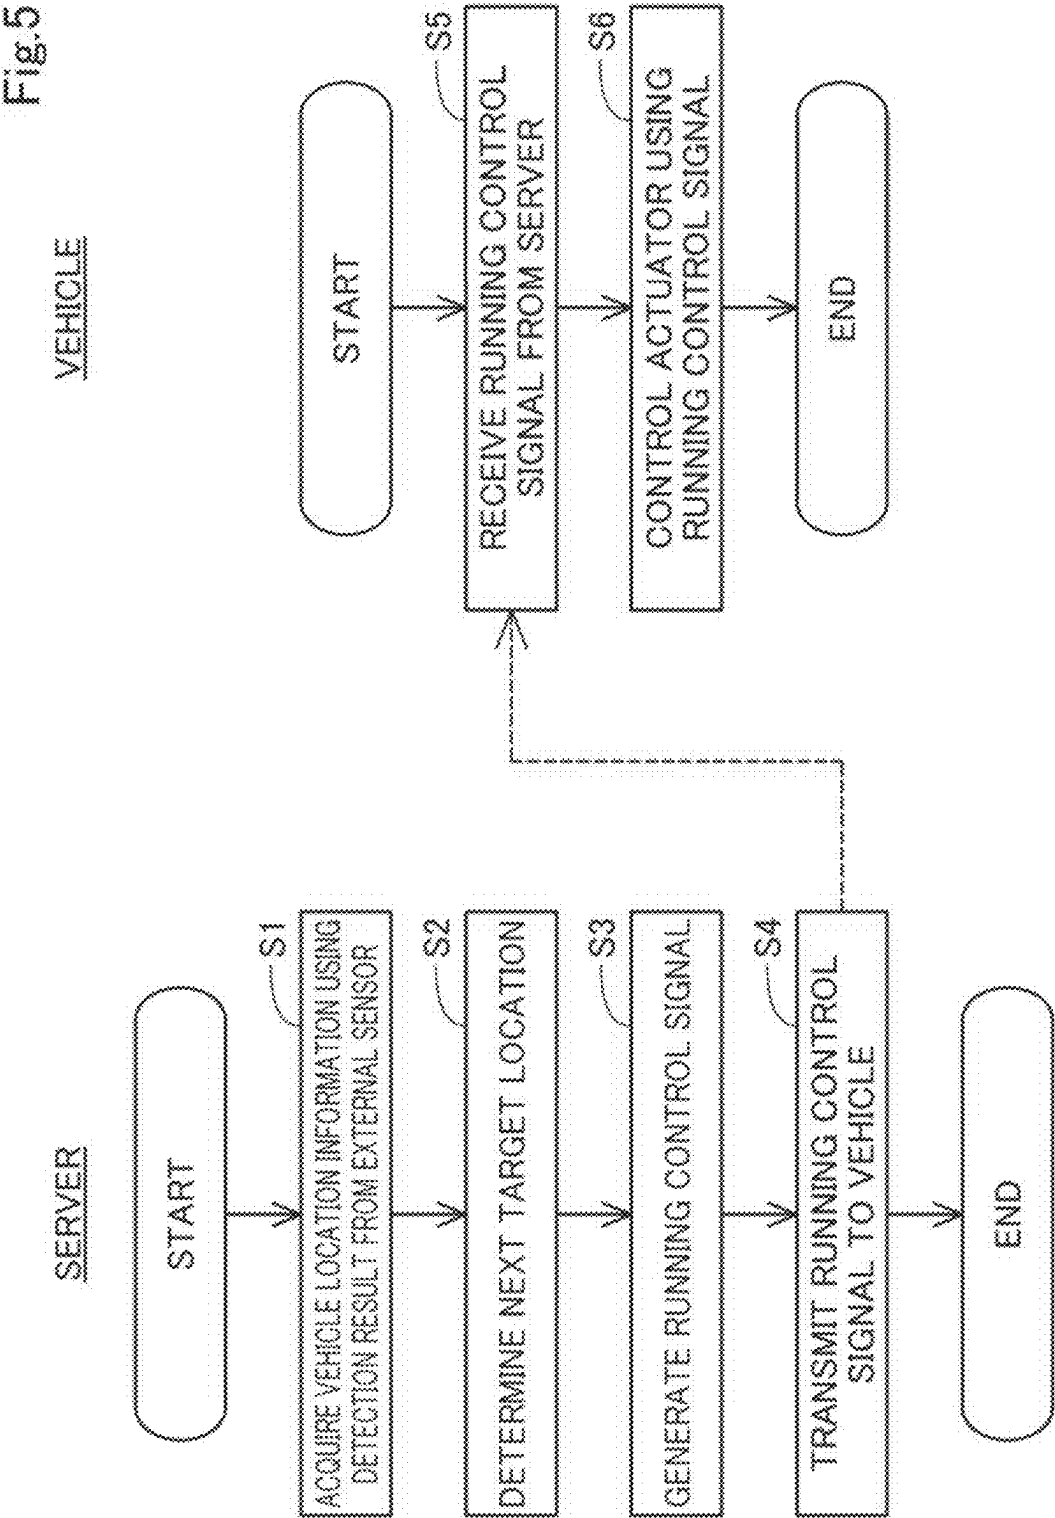 Fig.5
SERVER
START
S1
ACQUIRE VEHICLE LOCATION INFORMATION USING
DETECTION RESULT FROM EXTERNAL SENSOR
S2
DETERMINE NEXT TARGET LOCATION
S3
GENERATE RUNNING CONTROL SIGNAL
S4
TRANSMIT RUNNING CONTROL
SIGNAL TO VEHICLE
END
VEHICLE
START
S5
RECEIVE RUNNING CONTROL
SIGNAL FROM SERVER
S6
CONTROL ACTUATOR USING
RUNNING CONTROL SIGNAL
END